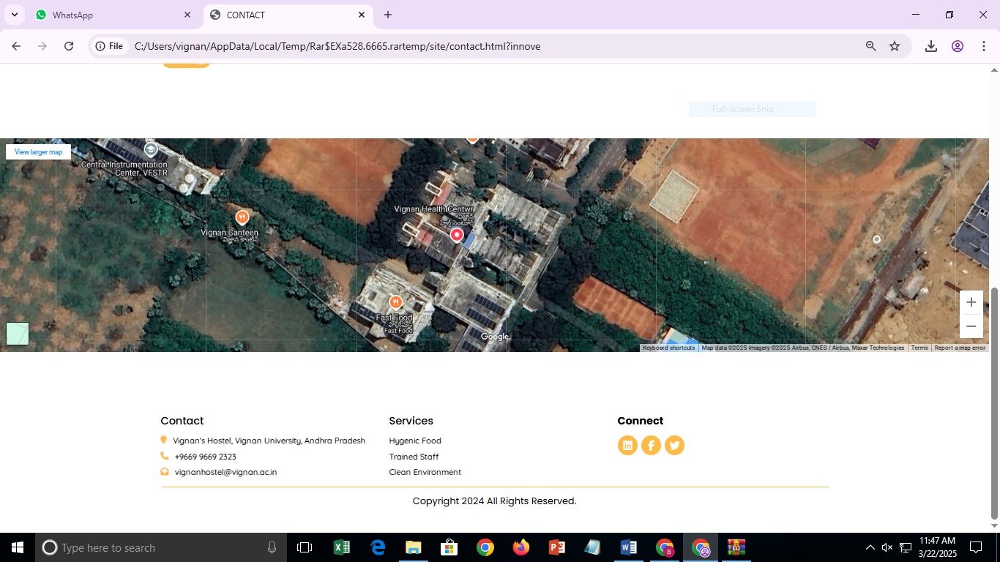 WhatsApp
CONTACT
File
C:/Users/vignan/AppData/Local/Temp/Rar$EXa528.6665.rartemp/site/contact.html?innove
Full-screen Snip
View larger map
Central Instrumentation
Center, VFSTR
Vignan Canteen
విజ్ఞాన కాంటీన్
Vignan Health Centwr
విజ్ఞాన్
హెల్త్ సెంటూర్
Fast Food
Fast Food
Google
Keyboard shortcuts
Map data ©2025 Imagery ©2025 Airbus, CNES / Airbus, Maxar Technologies
Terms
Report a map error
Contact
Vignan's Hostel, Vignan University, Andhra Pradesh
+9669 9669 2323
vignanhostel@vignan.ac.in
Services
Hygenic Food
Trained Staff
Clean Environment
Connect
Copyright 2024 All Rights Reserved.
Type here to search
11:47 AM
3/22/2025